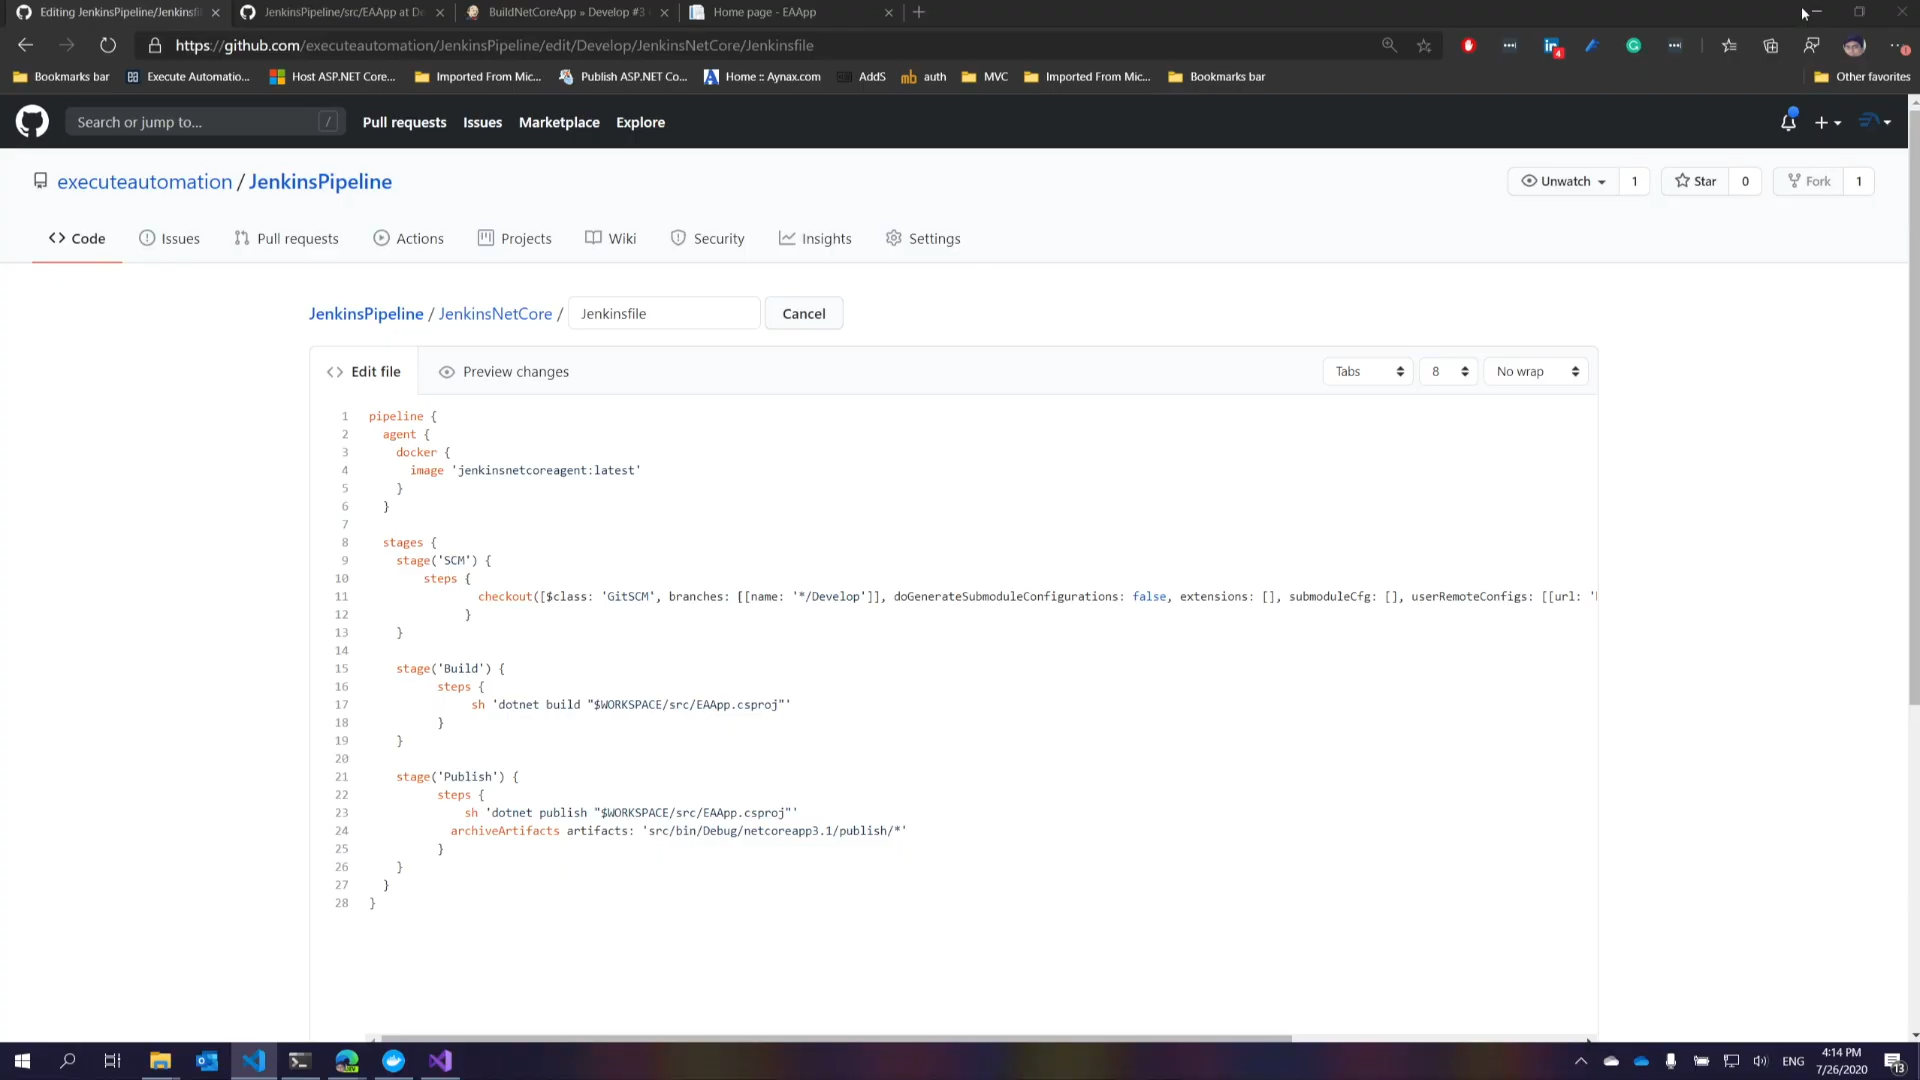 Editing JenkinsPipeline/Jenkinsfi
JenkinsPipeline/src/EAApp at De
BuildNetCoreApp » Develop #3
Home page - EAApp
https://github.com/executeautomation/JenkinsPipeline/edit/Develop/JenkinsNetCore/Jenkinsfile
Bookmarks bar
Execute Automatio...
Host ASP.NET Core...
Imported From Mic...
Publish ASP.NET Co...
Home :: Aynax.com
AddS
auth
MVC
Imported From Mic...
Bookmarks bar
Other favorites
Search or jump to...
/
Pull requests
Issues
Marketplace
Explore
executeautomation / JenkinsPipeline
Unwatch 1
Star 0
Fork 1
Code
Issues
Pull requests
Actions
Projects
Wiki
Security
Insights
Settings
JenkinsPipeline / JenkinsNetCore / Jenkinsfile
Cancel
Edit file
Preview changes
Tabs
8
No wrap
1 pipeline {
2 agent {
3 docker {
4 image 'jenkinsnetcoreagent:latest'
5 }
6 }
7
8 stages {
9 stage('SCM') {
10 steps {
11 checkout([$class: 'GitSCM', branches: [[name: '*/Develop']], doGenerateSubmoduleConfigurations: false, extensions: [], submoduleCfg: [], userRemoteConfigs: [[url: '
12 }
13 }
14
15 stage('Build') {
16 steps {
17 sh 'dotnet build "$WORKSPACE/src/EAApp.csproj"'
18 }
19 }
20
21 stage('Publish') {
22 steps {
23 sh 'dotnet publish "$WORKSPACE/src/EAApp.csproj"'
24 archiveArtifacts artifacts: 'src/bin/Debug/netcoreapp3.1/publish/*'
25 }
26 }
27 }
28 }
ENG
4:14 PM
7/26/2020
13